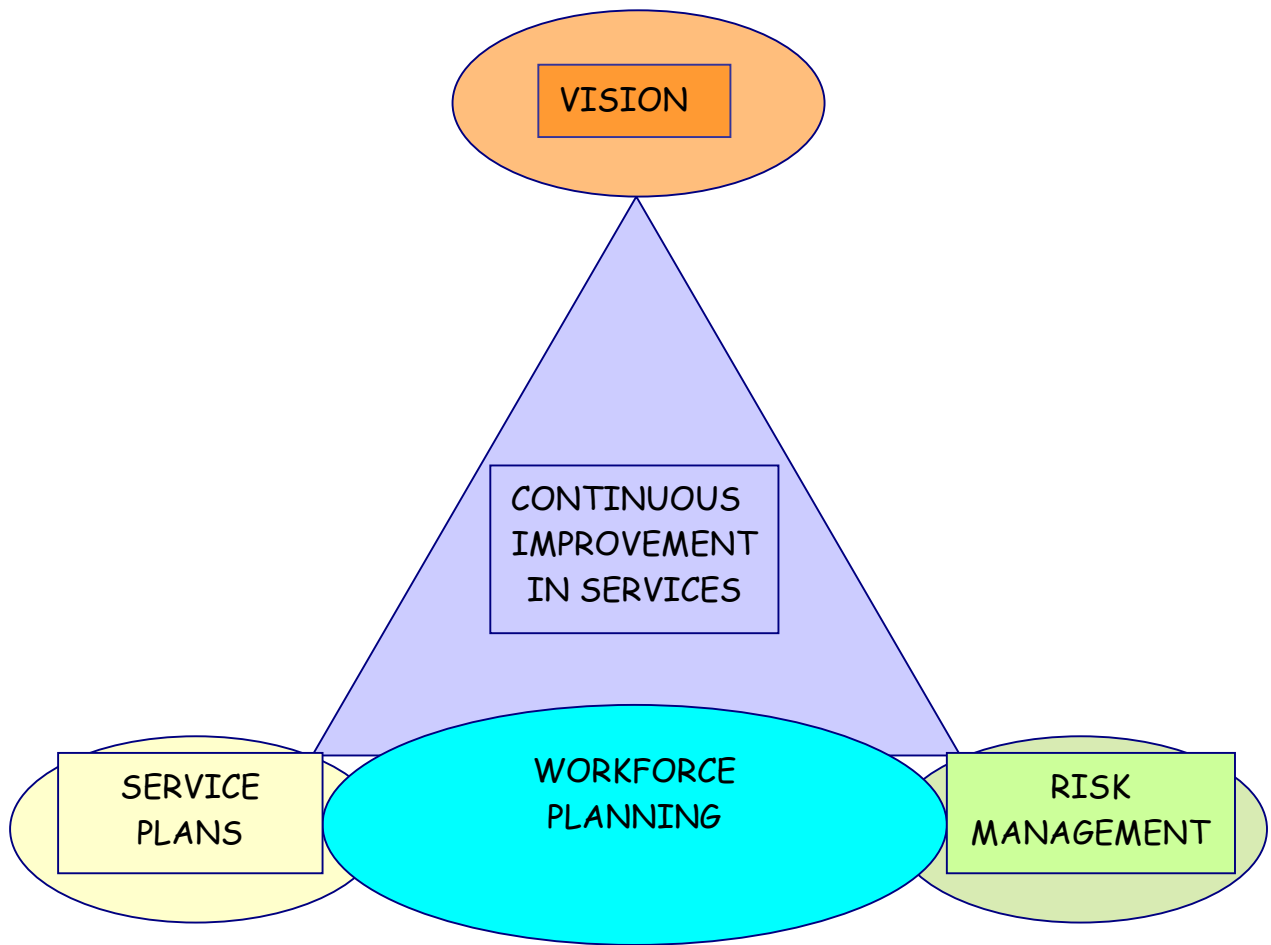 VISION
CONTINUOUS
IMPROVEMENT
IN SERVICES
SERVICE
PLANS
WORKFORCE
PLANNING
RISK
MANAGEMENT